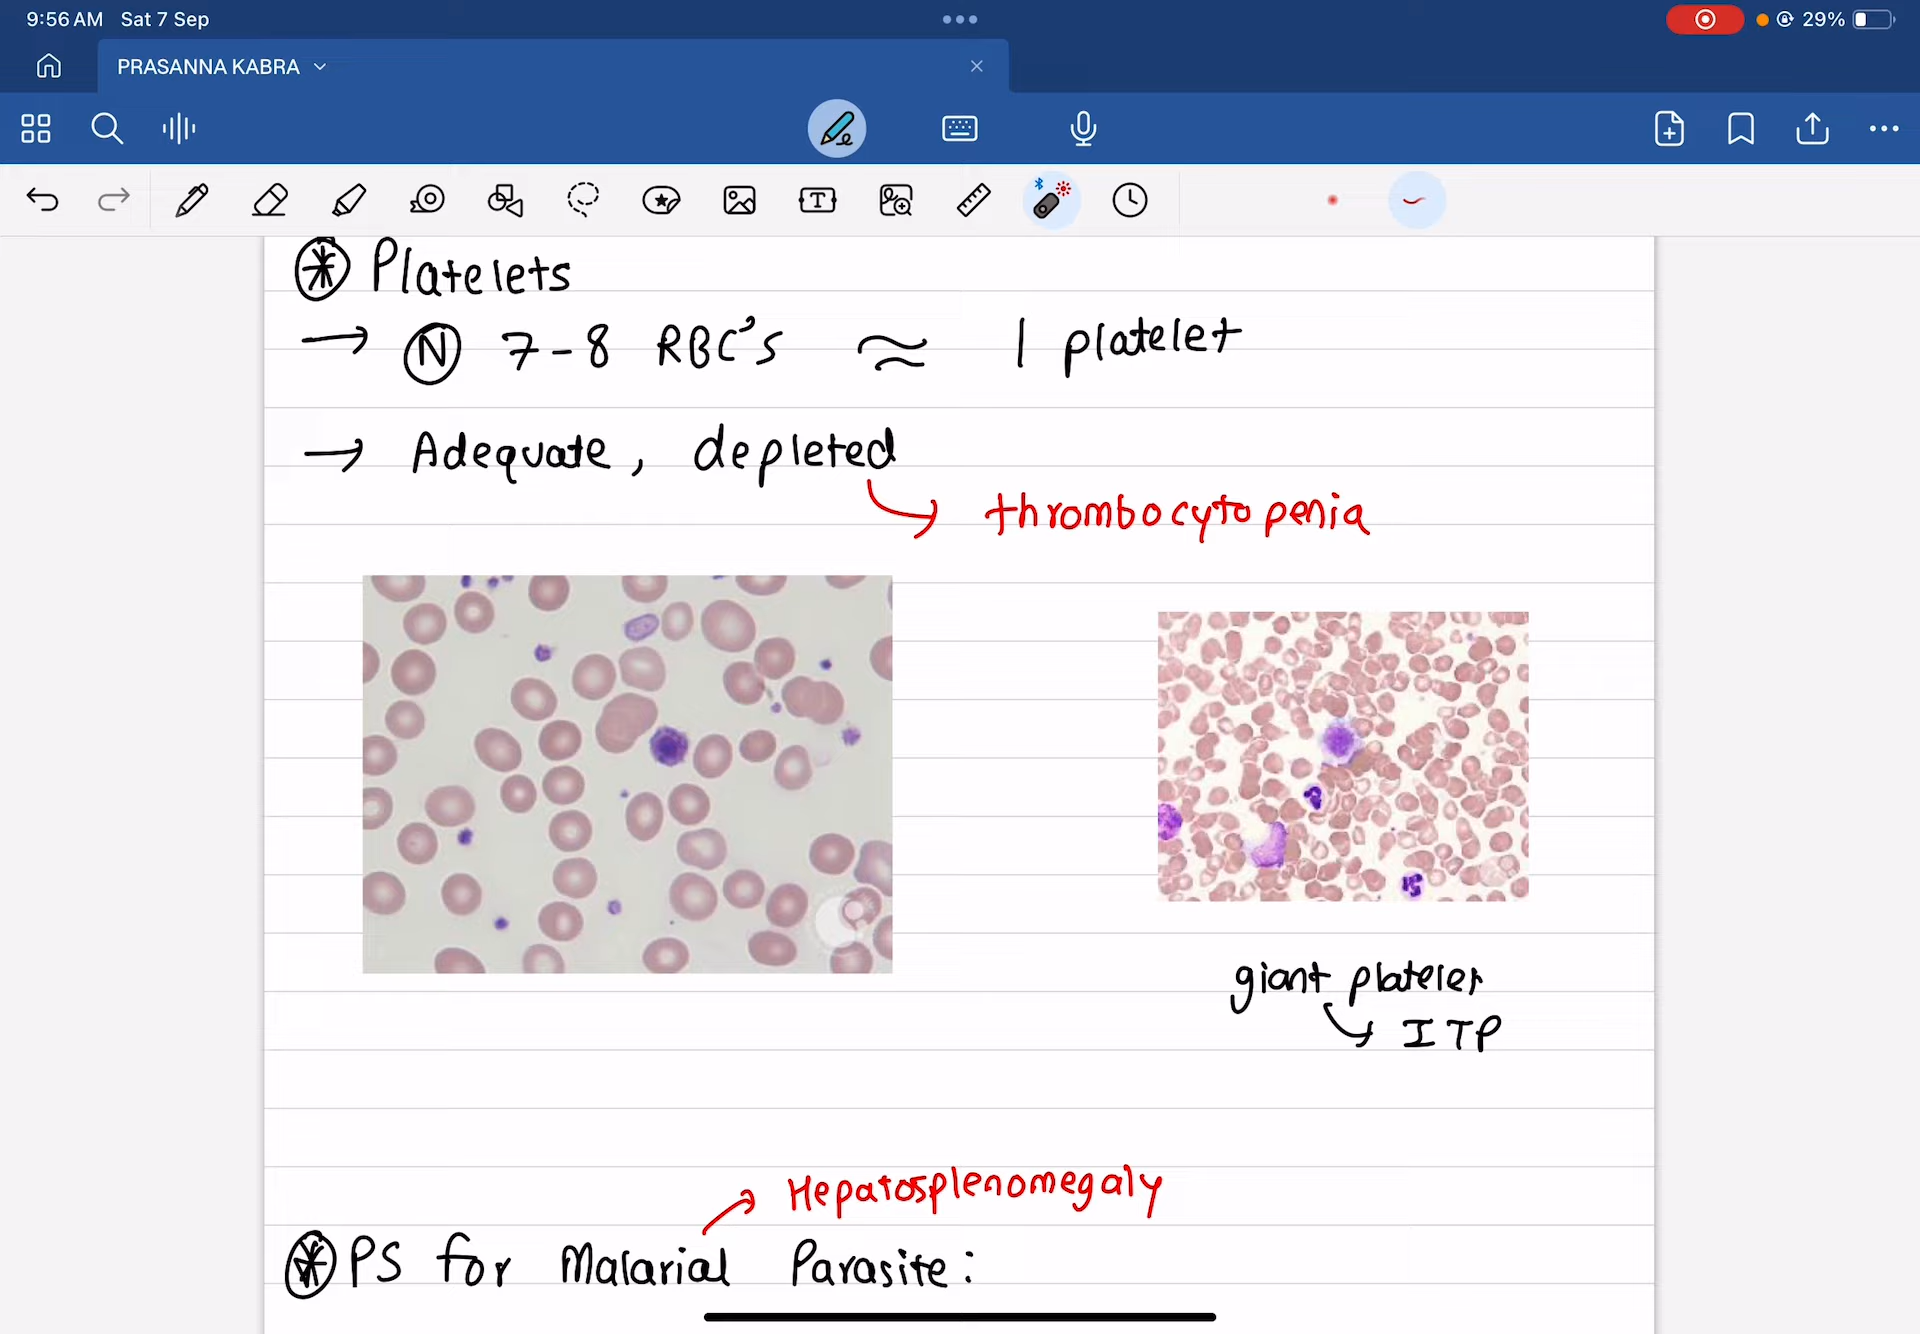 9:56 AM Sat 7 Sep
29%
PRASANNA KABRA
Platelets
→ N 7-8 RBC's ≈ 1 platelet
→ Adequate, depleted
thrombocytopenia
giant platelet
ITP
Hepatosplenomegaly
PS for Malarial Parasite: